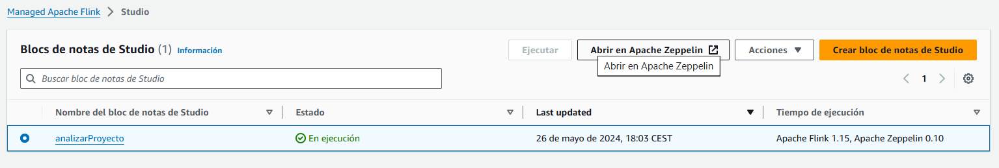 Managed Apache Flink > Studio
Blocs de notas de Studio (1) Información
Ejecutar Abrir en Apache Zeppelin Acciones Crear bloc de notas de Studio
Abrir en Apache Zeppelin
Buscar bloc de notas de Studio 1
Nombre del bloc de notas de Studio Estado Last updated Tiempo de ejecución
analizarProyecto En ejecución 26 de mayo de 2024, 18:03 CEST Apache Flink 1.15, Apache Zeppelin 0.10